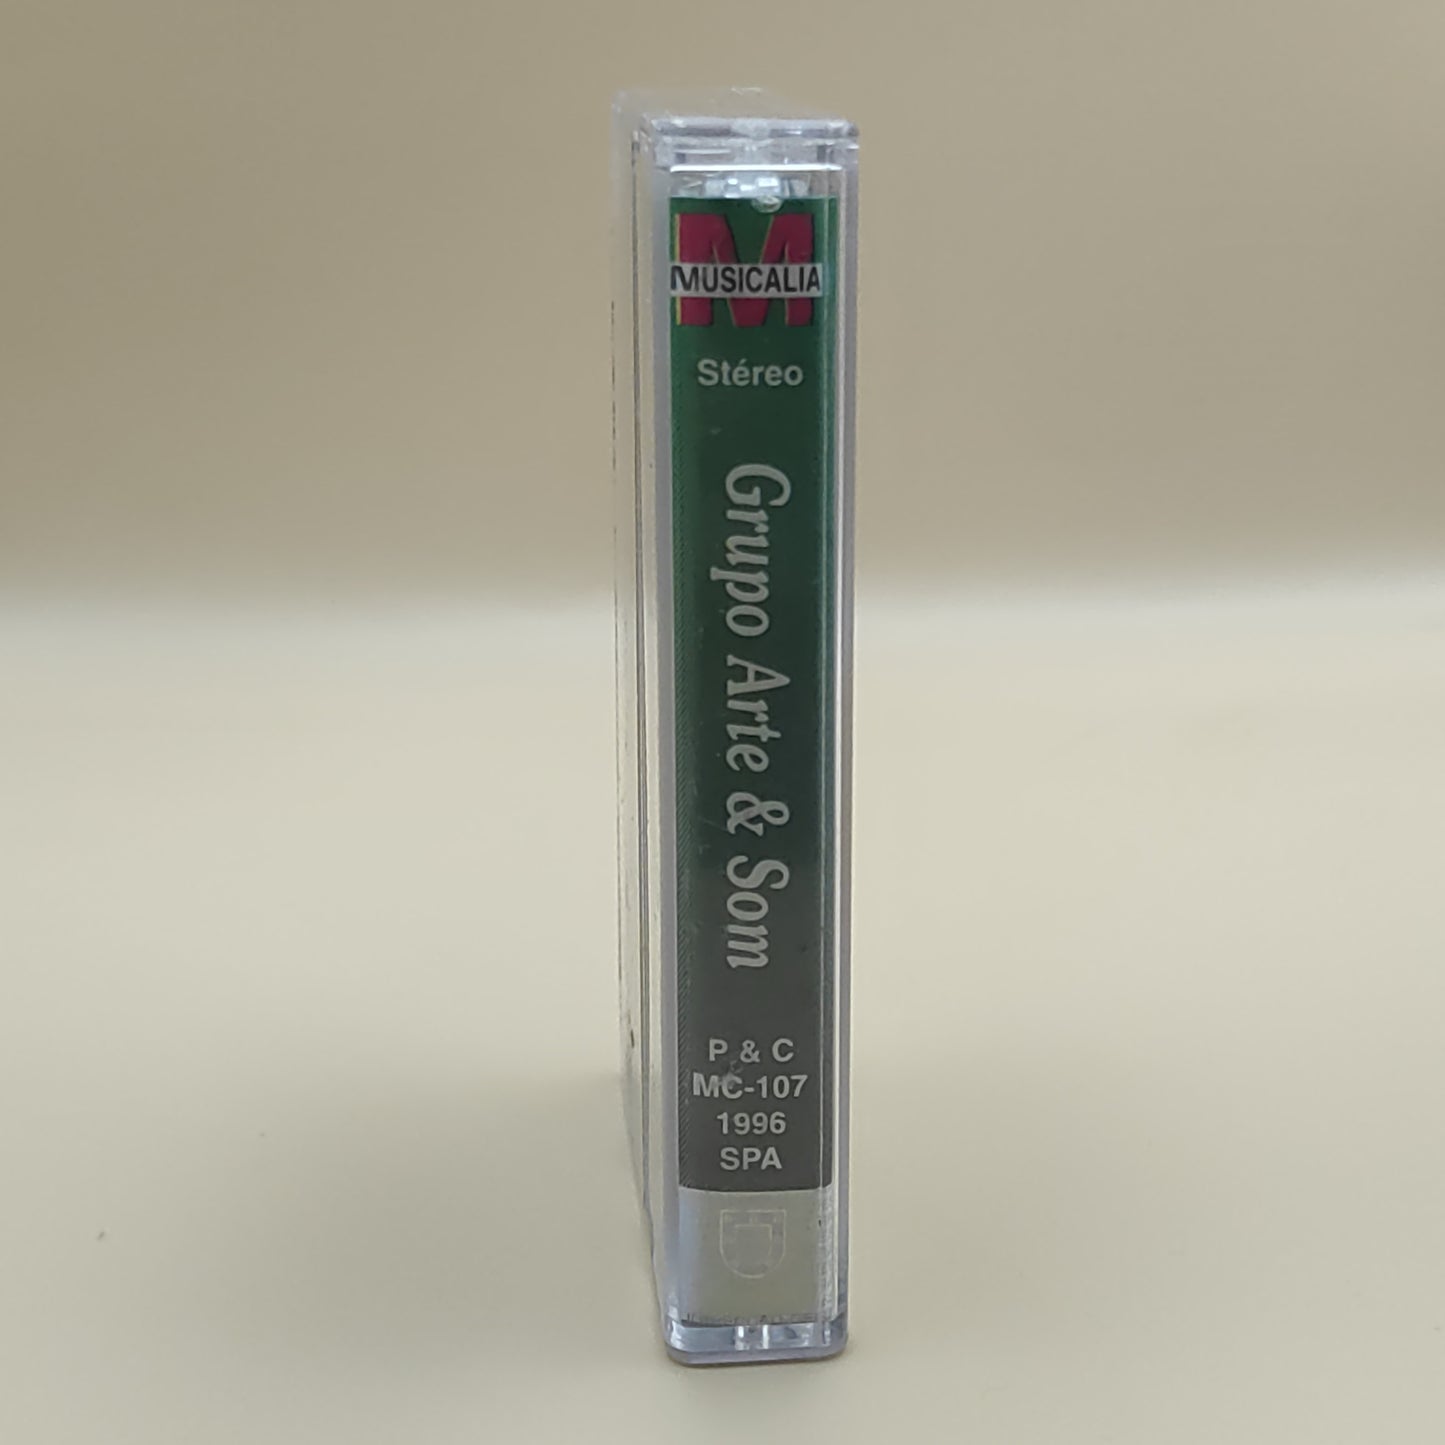 MUSICALIA
Stéreo
Grupo Arte & Som
P & C
MC-107
1996
SPA